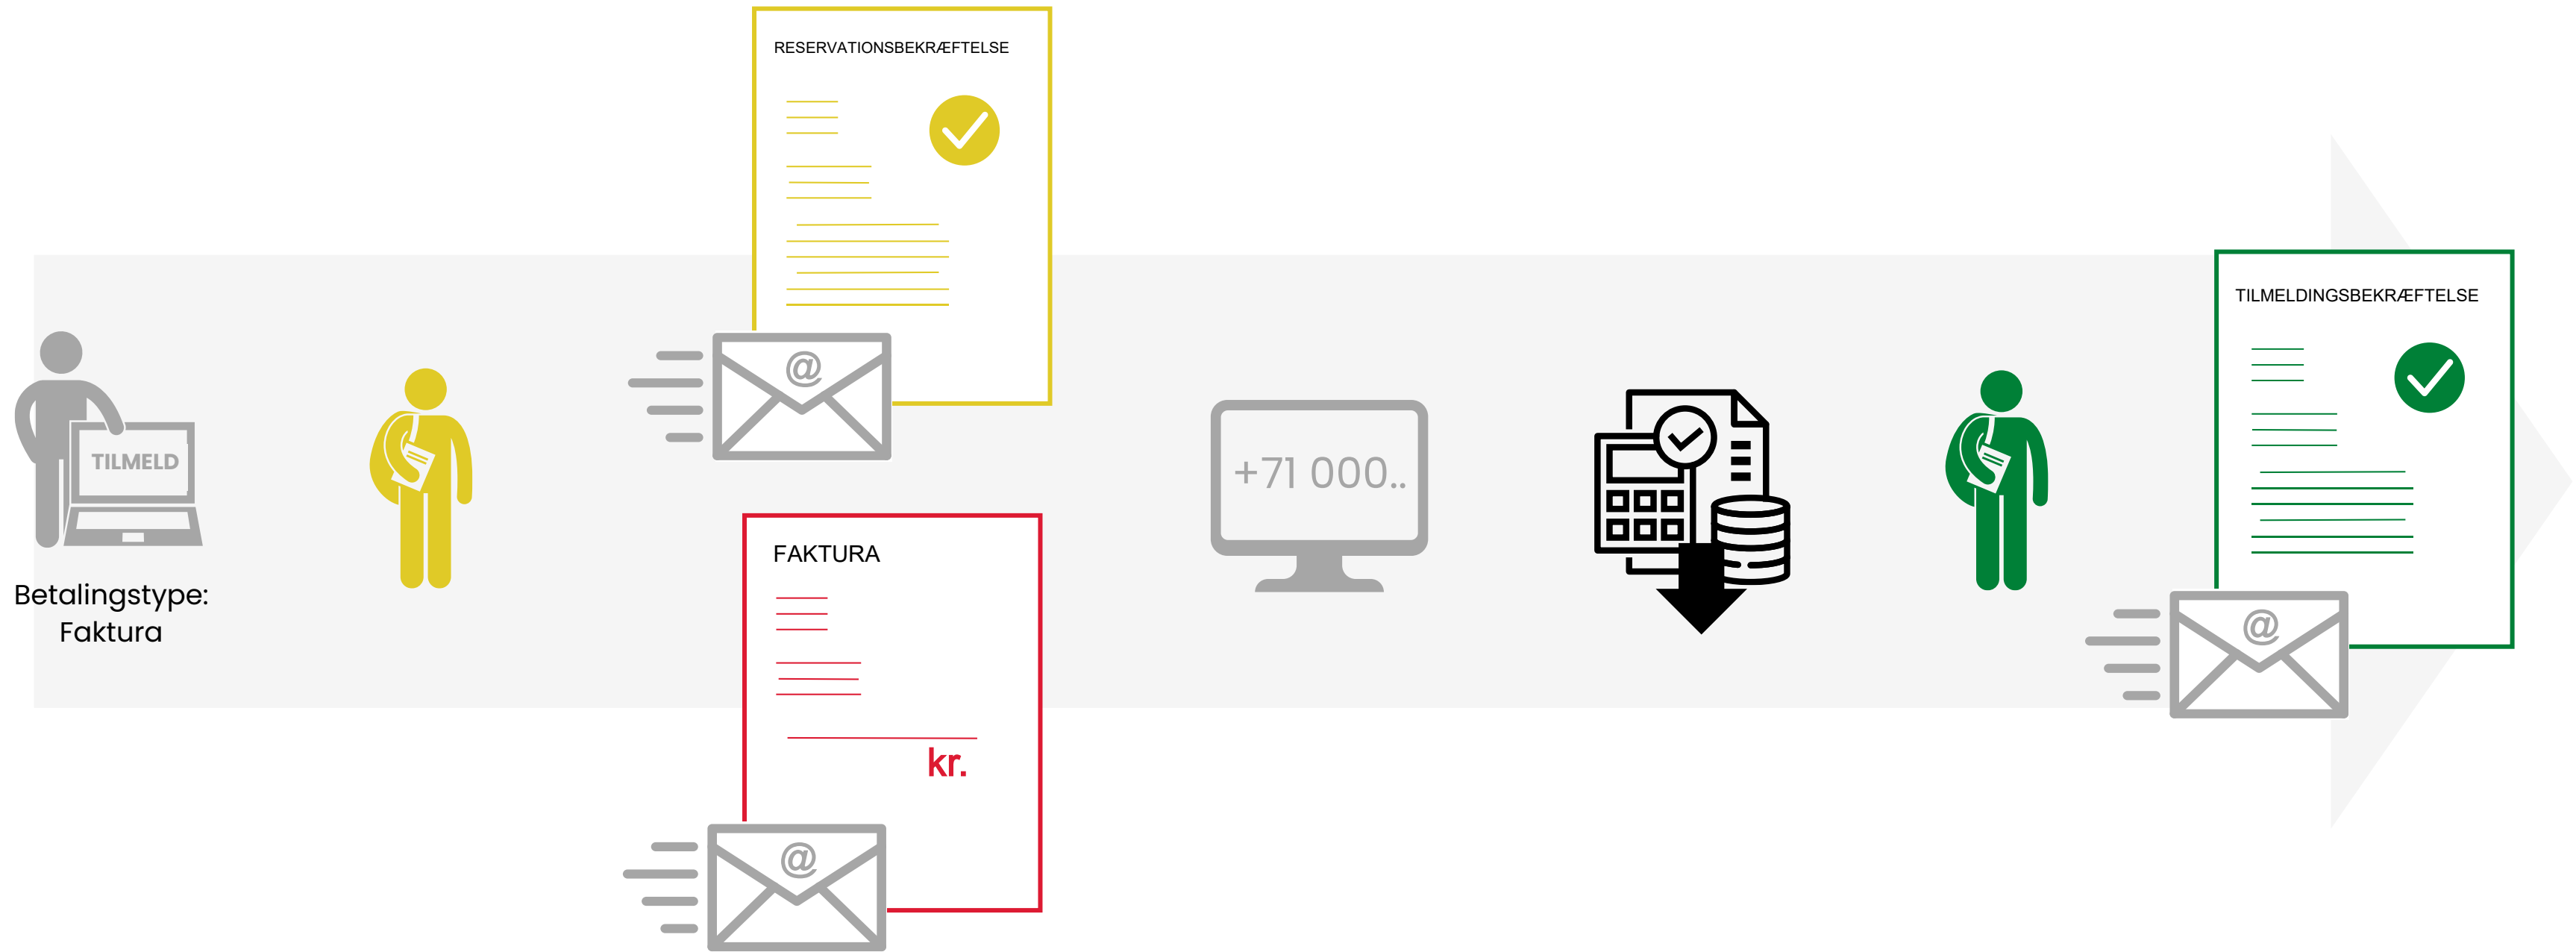 RESERVATIONSBEKRÆFTELSE
@
TILMELD
Betalingstype:
Faktura
FAKTURA
kr.
@
+71 000..
TILMELDINGSBEKRÆFTELSE
@